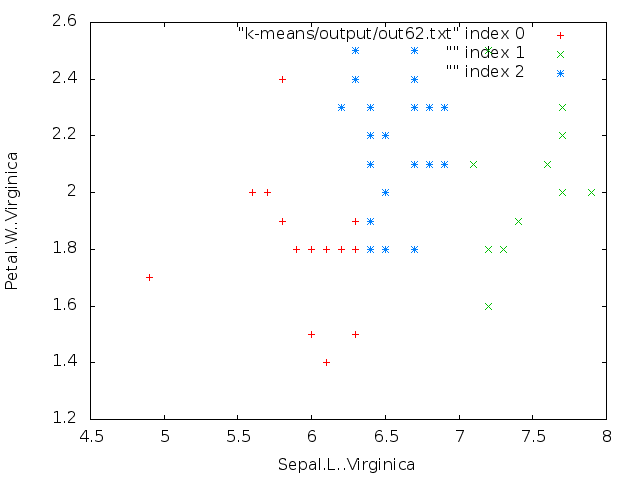 "k-means/output/out62.txt" index 0
"" index 1
"" index 2
2.6
2.4
2.2
2
1.8
1.6
1.4
1.2
Petal.W..Virginica
4.5 5 5.5 6 6.5 7 7.5 8
Sepal.L..Virginica